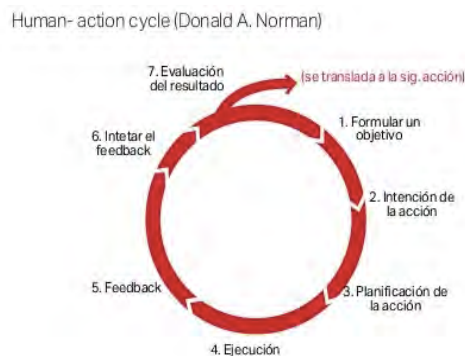 Human- action cycle (Donald A. Norman)
7. Evaluación
del resultado
(se translada a la sig. acción)
1. Formular un
objetivo
6. Intetar el
feedback
2. Intención de
la acción
5. Feedback
3. Planificación de
la acción
4. Ejecución